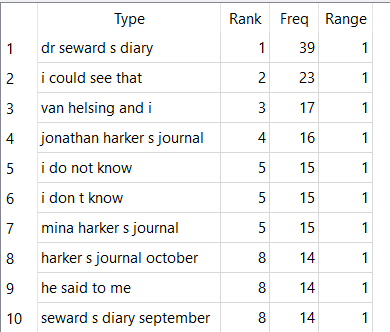 Type Rank Freq Range
1 dr seward s diary 1 39 1
2 i could see that 2 23 1
3 van helsing and i 3 17 1
4 jonathan harker s journal 4 16 1
5 i do not know 5 15 1
6 i don t know 5 15 1
7 mina harker s journal 5 15 1
8 harker s journal october 8 14 1
9 he said to me 8 14 1
10 seward s diary september 8 14 1